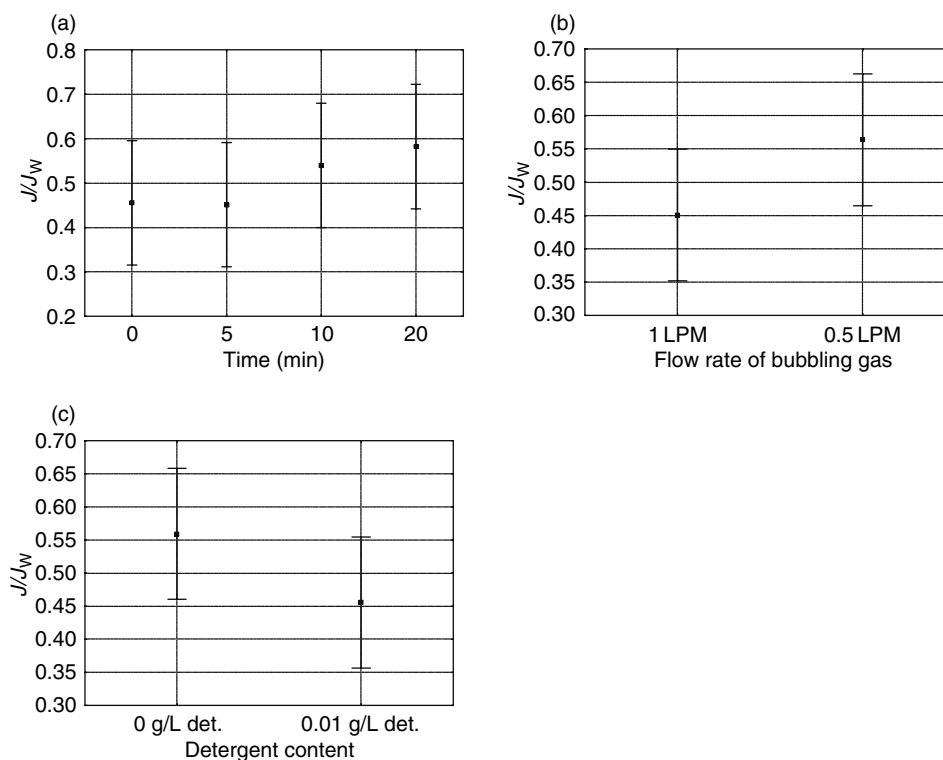 (a)
0.8
0.7
0.6
0.5
0.4
0.3
0.2
J/JW
0 5 10 20
Time (min)
(b)
0.70
0.65
0.60
0.55
0.50
0.45
0.40
0.35
0.30
J/JW
1 LPM 0.5 LPM
Flow rate of bubbling gas
(c)
0.70
0.65
0.60
0.55
0.50
0.45
0.40
0.35
0.30
J/JW
0 g/L det. 0.01 g/L det.
Detergent content